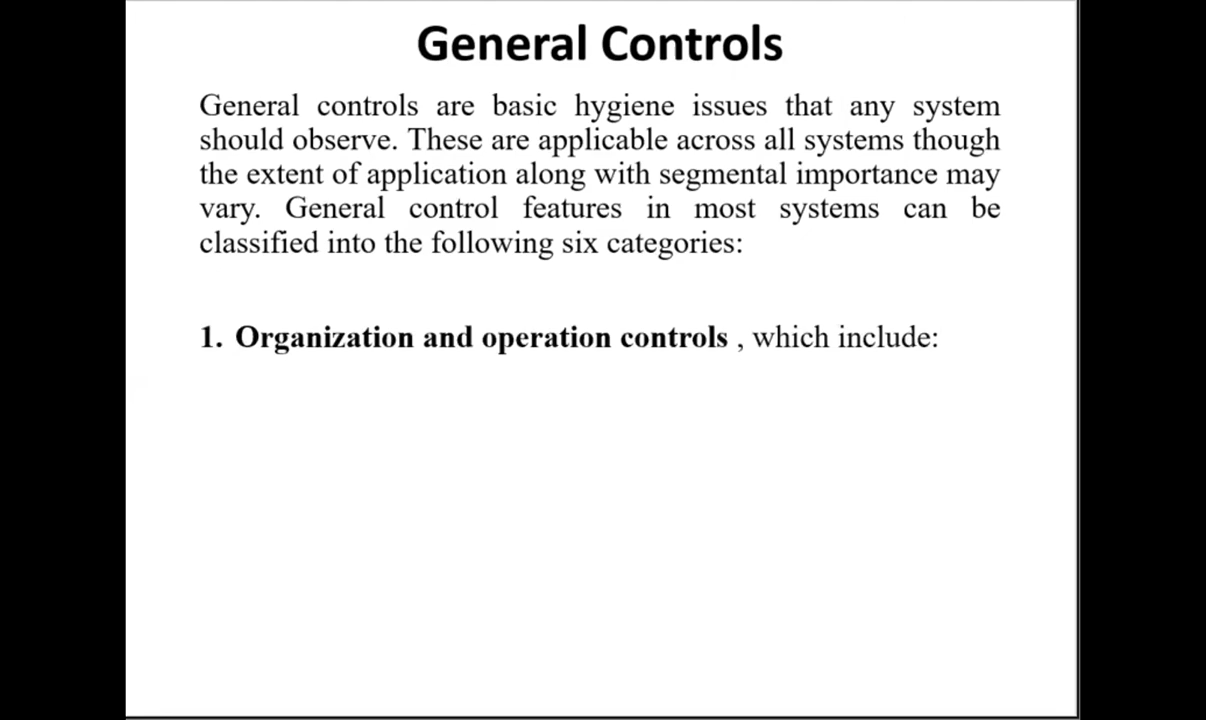 General Controls
General controls are basic hygiene issues that any system
should observe. These are applicable across all systems though
the extent of application along with segmental importance may
vary. General control features in most systems can be
classified into the following six categories:
1. Organization and operation controls , which include: